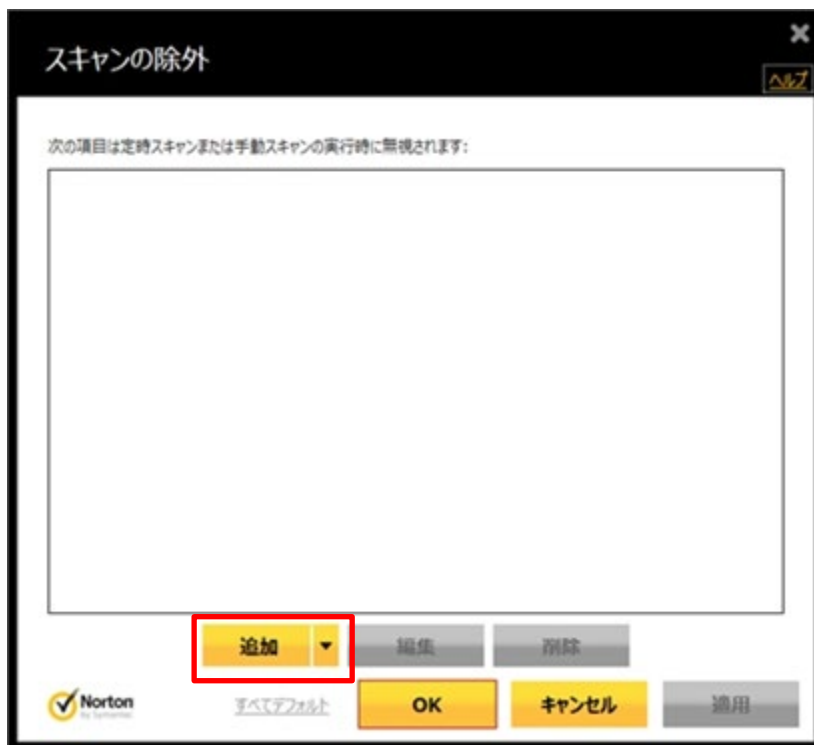 スキャンの除外
ヘルプ
次の項目は定時スキャンまたは手動スキャンの実行時に無視されます:
追加 編集 削除
Norton
by Symantec
すべてデフォルト OK キャンセル 適用